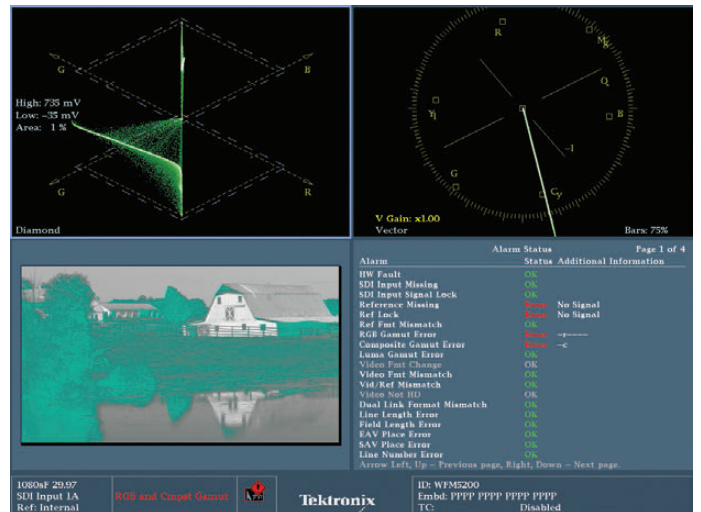 G
B
High: 735 mV
Low: -35 mV
Area: 1 %
G
R
Diamond
R
Mg
Q
Yl
B
G
-I
Cy
V Gain: x1.00
Vector
Bars: 75%
Alarm Status Page 1 of 4
Alarm Status Additional Information
HW Fault OK
SDI Input Missing OK
SDI Input Signal Lock OK
Reference Missing Error No Signal
Ref Lock Error No Signal
Ref Fmt Mismatch OK
RGB Gamut Error Error -r----
Composite Gamut Error Error -c
Luma Gamut Error OK
Video Fmt Change OK
Video Fmt Mismatch OK
Vid/Ref Mismatch OK
Video Not HD OK
Dual Link Format Mismatch OK
Line Length Error OK
Field Length Error OK
EAV Place Error OK
SAV Place Error OK
Line Number Error OK
Arrow Left, Up - Previous page, Right, Down - Next page.
1080sF 29.97
SDI Input 1A
Ref: Internal
RGB and Cmpst Gamut
Tektronix
ID: WFM5200
Embd: PPPP PPPP PPPP PPPP
TC: Disabled